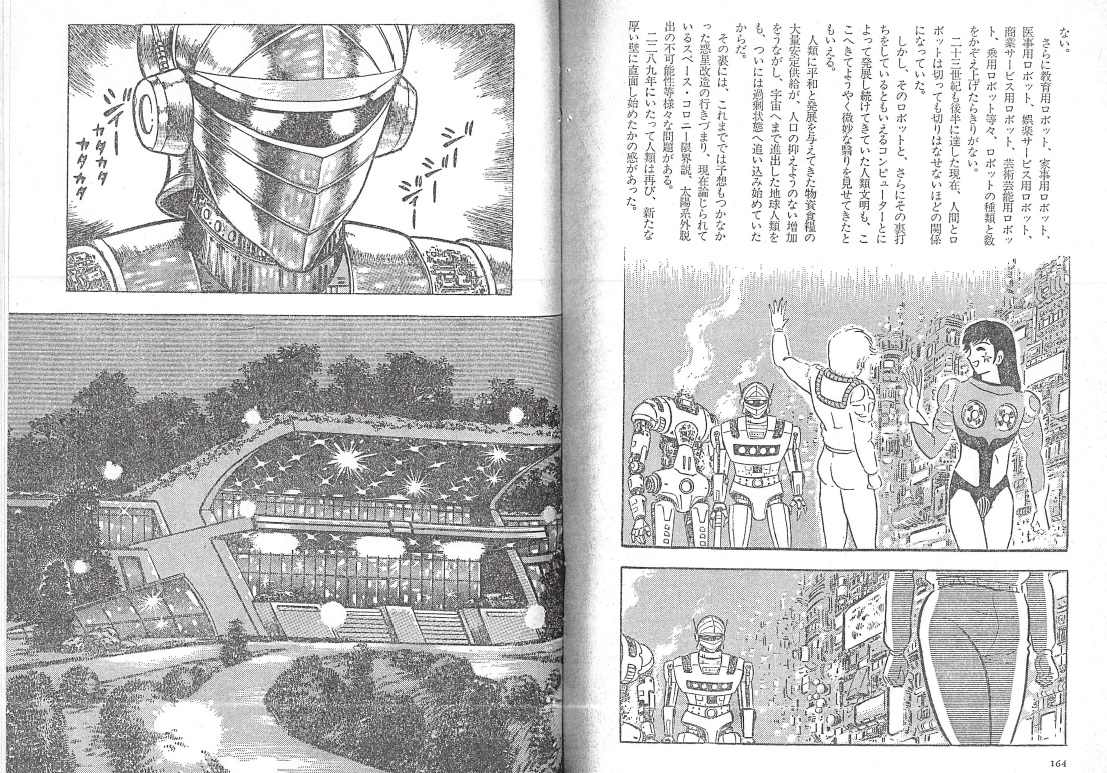 ない。
　さらに教育用ロボット、家事用ロボット、
医事用ロボット、娯楽サービス用ロボット、
商業サービス用ロボット、芸術芸能用ロボッ
ト、乗用ロボット等々、ロボットの種類と数
をかぞえ上げたらきりがない。
　二十三世紀も後半に達した現在、人間とロ
ボットは切っても切りはなせないほどの関係
になっていた。
　しかし、そのロボットと、さらにその裏打
ちをしているともいえるコンピューターとに
よって発展し続けてきていた人類文明も、こ
こへきてようやく微妙な翳りを見せてきたと
もいえる。
　人類に平和と発展を与えてきた物資食糧の
大量安定供給が、人口の抑えようのない増加
をうながし、宇宙へまで進出した地球人類を
も、ついには過剰状態へ追い込み始めていた
からだ。
　その裏には、これまででは予想もつかなか
った惑星改造の行きづまり、現在論じられて
いるスペース・コロニー限界説、太陽系外脱
出の不可能性等様々な問題がある。
　二二八九年にいたって人類は再び、新たな
厚い壁に直面し始めたかの感があった。
164
ジー
ジィー
ジジー
カタカタ
カタカタ